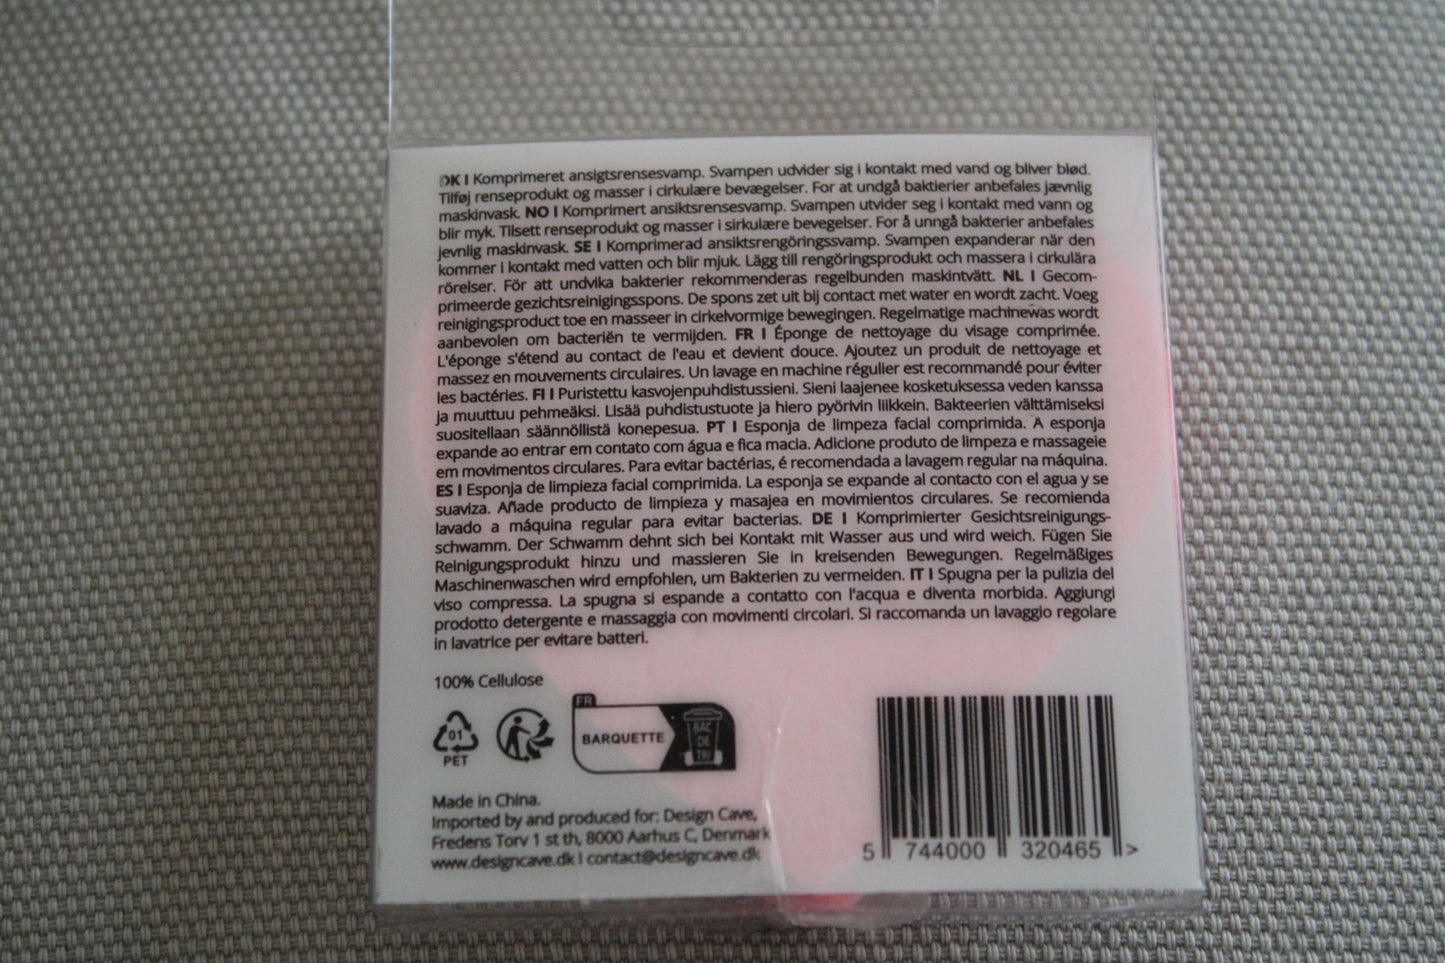 DK I Komprimeret ansigtsrensesvamp. Svampen udvider sig i kontakt med vand og bliver blød.
Tilføj renseprodukt og masser i cirkulære bevægelser. For at undgå baktierier anbefales jævnlig
maskinvask. NO I Komprimert ansiktsrensesvamp. Svampen utvider seg i kontakt med vann og
blir myk. Tilsett renseprodukt og masser i sirkulære bevegelser. For å unngå bakterier anbefales
jevnlig maskinvask. SE I Komprimerad ansiktsrengöringssvamp. Svampen expanderar när den
kommer i kontakt med vatten och blir mjuk. Lägg till rengöringsprodukt och massera i cirkulära
rörelser. För att undvika bakterier rekommenderas regelbunden maskintvätt. NL I Gecom-
primeerde gezichtsreinigingsspons. De spons zet uit bij contact met water en wordt zacht. Voeg
reinigingsproduct toe en masseer in cirkelvormige bewegingen. Regelmatige machinewas wordt
aanbevolen om bacteriën te vermijden. FR I Éponge de nettoyage du visage comprimée.
L'éponge s'étend au contact de l'eau et devient douce. Ajoutez un produit de nettoyage et
massez en mouvements circulaires. Un lavage en machine régulier est recommandé pour éviter
les bactéries. FI I Puristettu kasvojenpuhdistussieni. Sieni laajenee kosketuksessa veden kanssa
ja muuttuu pehmeäksi. Lisää puhdistustuote ja hiero pyörivin liikkein. Bakteerien välttämiseksi
suositellaan säännöllistä konepesua. PT I Esponja de limpeza facial comprimida. A esponja
expande ao entrar em contato com água e fica macia. Adicione produto de limpeza e massageie
em movimentos circulares. Para evitar bactérias, é recomendada a lavagem regular na máquina.
ES I Esponja de limpieza facial comprimida. La esponja se expande al contacto con el agua y se
suaviza. Añade producto de limpieza y masajea en movimientos circulares. Se recomienda
lavado a máquina regular para evitar bacterias. DE I Komprimierter Gesichtsreinigungs-
schwamm. Der Schwamm dehnt sich bei Kontakt mit Wasser aus und wird weich. Fügen Sie
Reinigungsprodukt hinzu und massieren Sie in kreisenden Bewegungen. Regelmäßiges
Maschinenwaschen wird empfohlen, um Bakterien zu vermeiden. IT I Spugna per la pulizia del
viso compressa. La spugna si espande a contatto con l'acqua e diventa morbida. Aggiungi
prodotto detergente e massaggia con movimenti circolari. Si raccomanda un lavaggio regolare
in lavatrice per evitare batteri.
100% Cellulose
01
PET
FR
BARQUETTE
BAC
DE
TRI
Made in China.
Imported by and produced for: Design Cave,
Fredens Torv 1 st th, 8000 Aarhus C, Denmark
www.designcave.dk I contact@designcave.dk
5 744000 320465 >